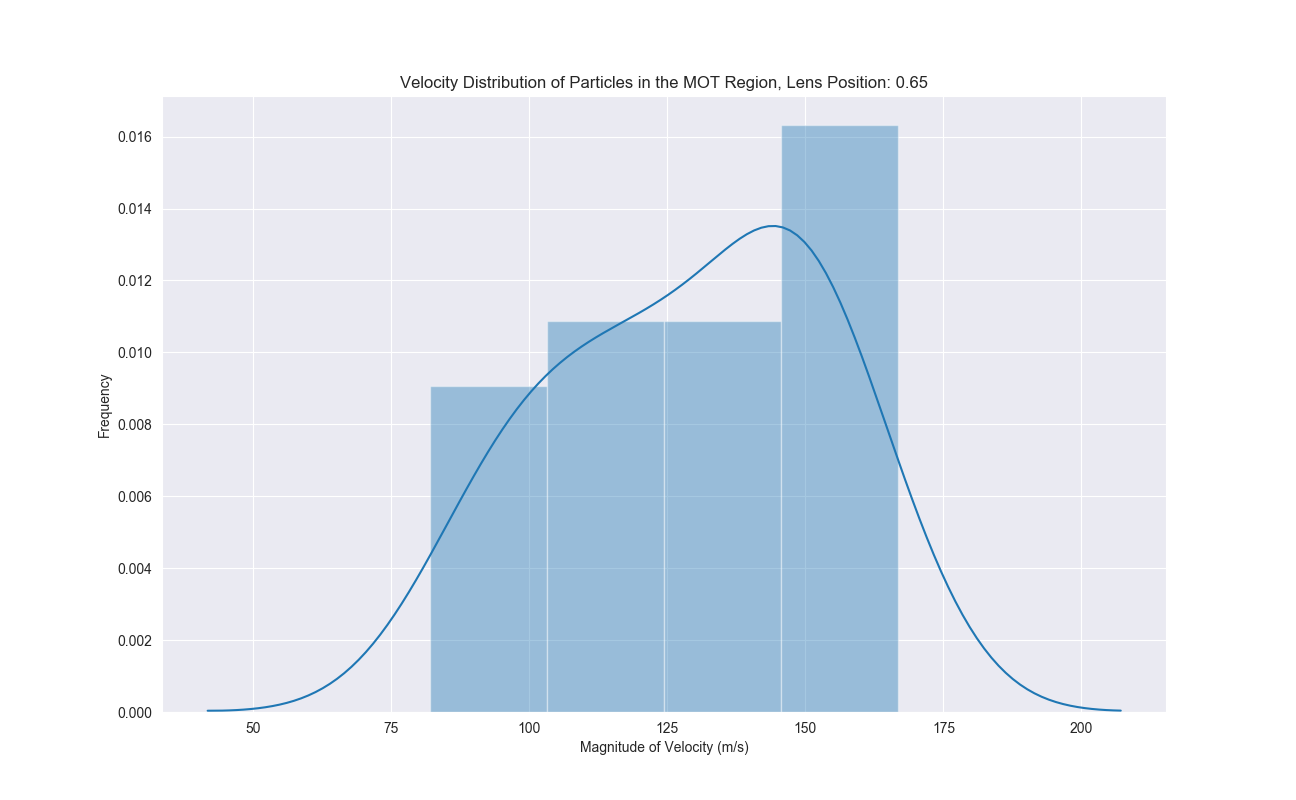 Velocity Distribution of Particles in the MOT Region, Lens Position: 0.65
0.016
0.014
0.012
0.010
0.008
0.006
0.004
0.002
0.000
Frequency
50 75 100 125 150 175 200
Magnitude of Velocity (m/s)